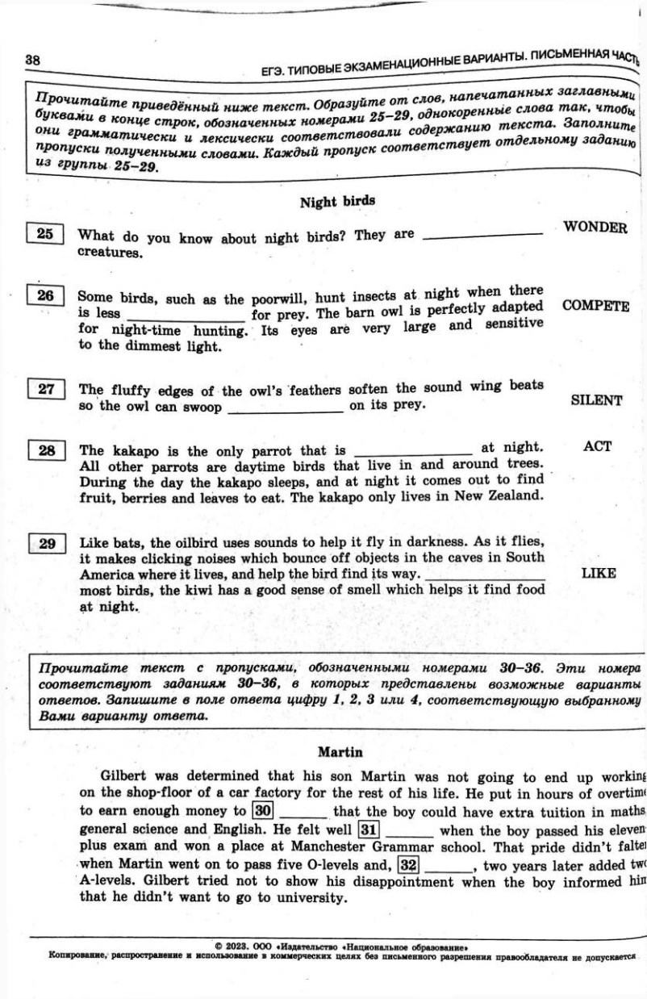 38
ЕГЭ. ТИПОВЫЕ ЭКЗАМЕНАЦИОННЫЕ ВАРИАНТЫ. ПИСЬМЕННАЯ ЧАСТЬ
Прочитайте приведённый ниже текст. Образуйте от слов, напечатанных заглавными
буквами в конце строк, обозначенных номерами 25–29, однокоренные слова так, чтобы
они грамматически и лексически соответствовали содержанию текста. Заполните
пропуски полученными словами. Каждый пропуск соответствует отдельному заданию
из группы 25–29.
Night birds
25 What do you know about night birds? They are ____________ WONDER
creatures.
26 Some birds, such as the poorwill, hunt insects at night when there
is less ____________ for prey. The barn owl is perfectly adapted COMPETE
for night-time hunting. Its eyes are very large and sensitive
to the dimmest light.
27 The fluffy edges of the owl's feathers soften the sound wing beats
so the owl can swoop ____________ on its prey. SILENT
28 The kakapo is the only parrot that is ____________ at night. ACT
All other parrots are daytime birds that live in and around trees.
During the day the kakapo sleeps, and at night it comes out to find
fruit, berries and leaves to eat. The kakapo only lives in New Zealand.
29 Like bats, the oilbird uses sounds to help it fly in darkness. As it flies,
it makes clicking noises which bounce off objects in the caves in South
America where it lives, and help the bird find its way. ____________ LIKE
most birds, the kiwi has a good sense of smell which helps it find food
at night.
Прочитайте текст с пропусками, обозначенными номерами 30–36. Эти номера
соответствуют заданиям 30–36, в которых представлены возможные варианты
ответов. Запишите в поле ответа цифру 1, 2, 3 или 4, соответствующую выбранному
Вами варианту ответа.
Martin
Gilbert was determined that his son Martin was not going to end up working
on the shop-floor of a car factory for the rest of his life. He put in hours of overtime
to earn enough money to 30 ______ that the boy could have extra tuition in maths,
general science and English. He felt well 31 ______ when the boy passed his eleven
plus exam and won a place at Manchester Grammar school. That pride didn't falter
when Martin went on to pass five O-levels and, 32 ______, two years later added two
A-levels. Gilbert tried not to show his disappointment when the boy informed him
that he didn't want to go to university.
© 2023. ООО «Издательство «Национальное образование»
Копирование, распространение и использование в коммерческих целях без письменного разрешения правообладателя не допускается